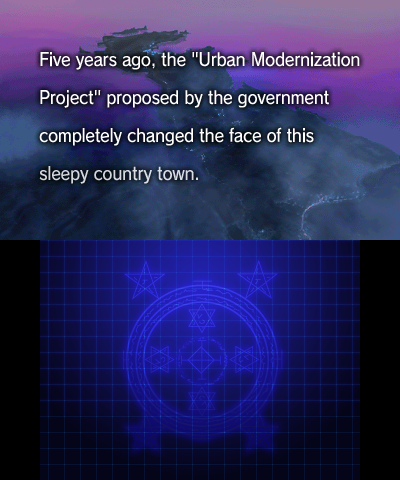 Five years ago, the "Urban Modernization
Project" proposed by the government
completely changed the face of this
sleepy country town.